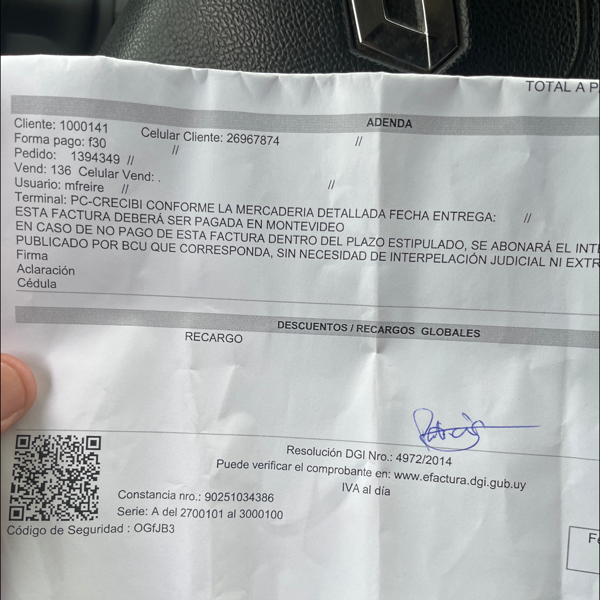 TOTAL A P
ADENDA
Cliente: 1000141 Celular Cliente: 26967874 //
Forma pago: f30 //
Pedido: 1394349 //
Vend: 136 Celular Vend: .
Usuario: mfreire // //
Terminal: PC-CRECIBI CONFORME LA MERCADERIA DETALLADA FECHA ENTREGA: //
ESTA FACTURA DEBERÁ SER PAGADA EN MONTEVIDEO
EN CASO DE NO PAGO DE ESTA FACTURA DENTRO DEL PLAZO ESTIPULADO, SE ABONARÁ EL INTE
PUBLICADO POR BCU QUE CORRESPONDA, SIN NECESIDAD DE INTERPELACIÓN JUDICIAL NI EXTR
Firma
Aclaración
Cédula
DESCUENTOS / RECARGOS GLOBALES
RECARGO
Resolución DGI Nro.: 4972/2014
Puede verificar el comprobante en: www.efactura.dgi.gub.uy
IVA al día
Constancia nro.: 90251034386
Serie: A del 2700101 al 3000100
Código de Seguridad : OGfJB3
Fe